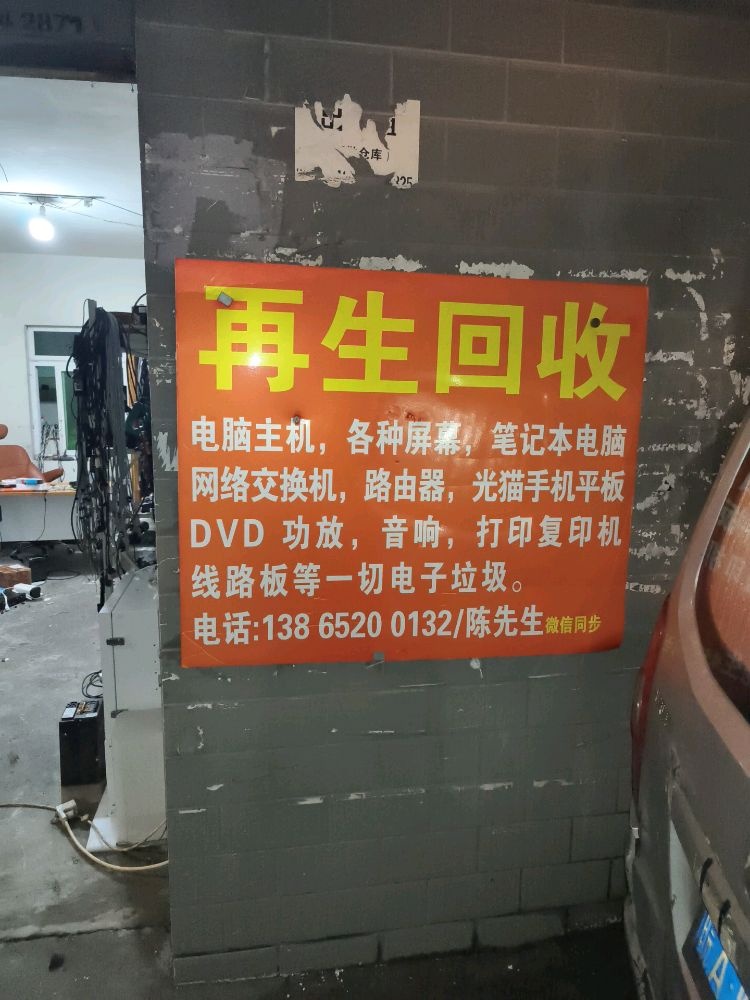 2879
仓库）
再生回收
电脑主机，各种屏幕，笔记本电脑
网络交换机，路由器，光猫手机平板
DVD 功放，音响，打印复印机
线路板等一切电子垃圾。
电话:138 6520 0132/陈先生微信同步
A